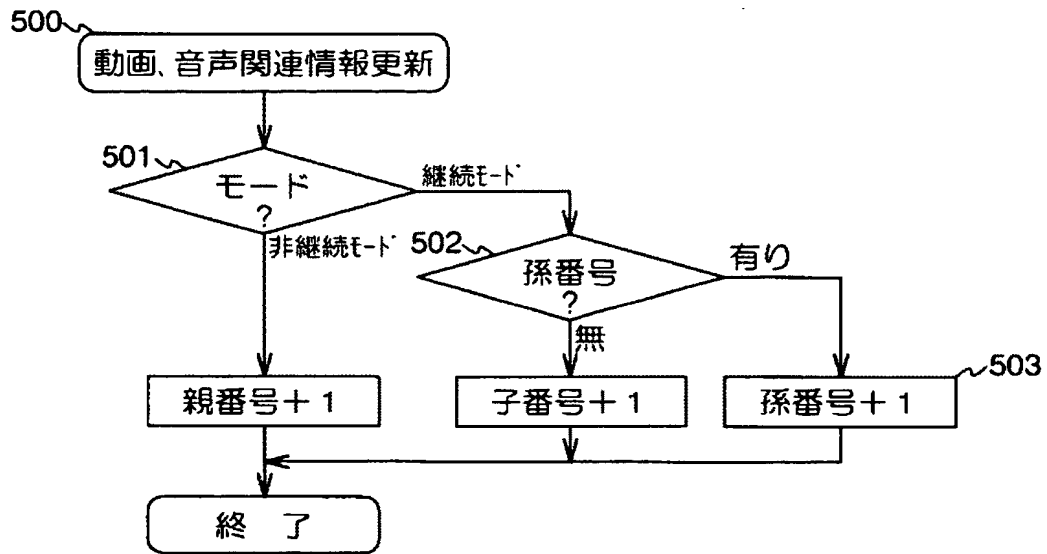 500
動画、音声関連情報更新
501
モード
?
継続モード
非継続モード
502
孫番号
?
有り
無
親番号+1
子番号+1
孫番号+1
503
終 了